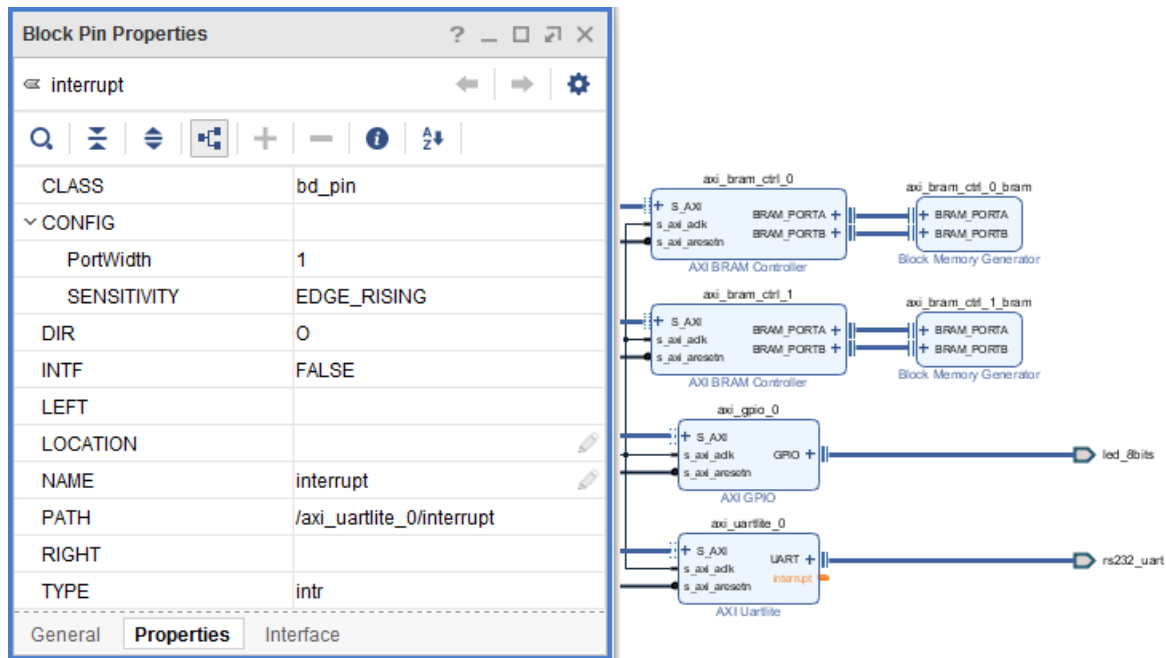 Block Pin Properties
interrupt
CLASS bd_pin
CONFIG
PortWidth 1
SENSITIVITY EDGE_RISING
DIR O
INTF FALSE
LEFT
LOCATION
NAME interrupt
PATH /axi_uartlite_0/interrupt
RIGHT
TYPE intr
General Properties Interface
axi_bram_ctrl_0
S_AXI
s_axi_aclk
s_axi_aresetn
BRAM_PORTA
BRAM_PORTB
AXI BRAM Controller
axi_bram_ctrl_0_bram
BRAM_PORTA
BRAM_PORTB
Block Memory Generator
axi_bram_ctrl_1
S_AXI
s_axi_aclk
s_axi_aresetn
BRAM_PORTA
BRAM_PORTB
AXI BRAM Controller
axi_bram_ctrl_1_bram
BRAM_PORTA
BRAM_PORTB
Block Memory Generator
axi_gpio_0
S_AXI
s_axi_aclk
s_axi_aresetn
GPIO
AXI GPIO
led_8bits
axi_uartlite_0
S_AXI
s_axi_aclk
s_axi_aresetn
UART
interrupt
AXI Uartlite
rs232_uart